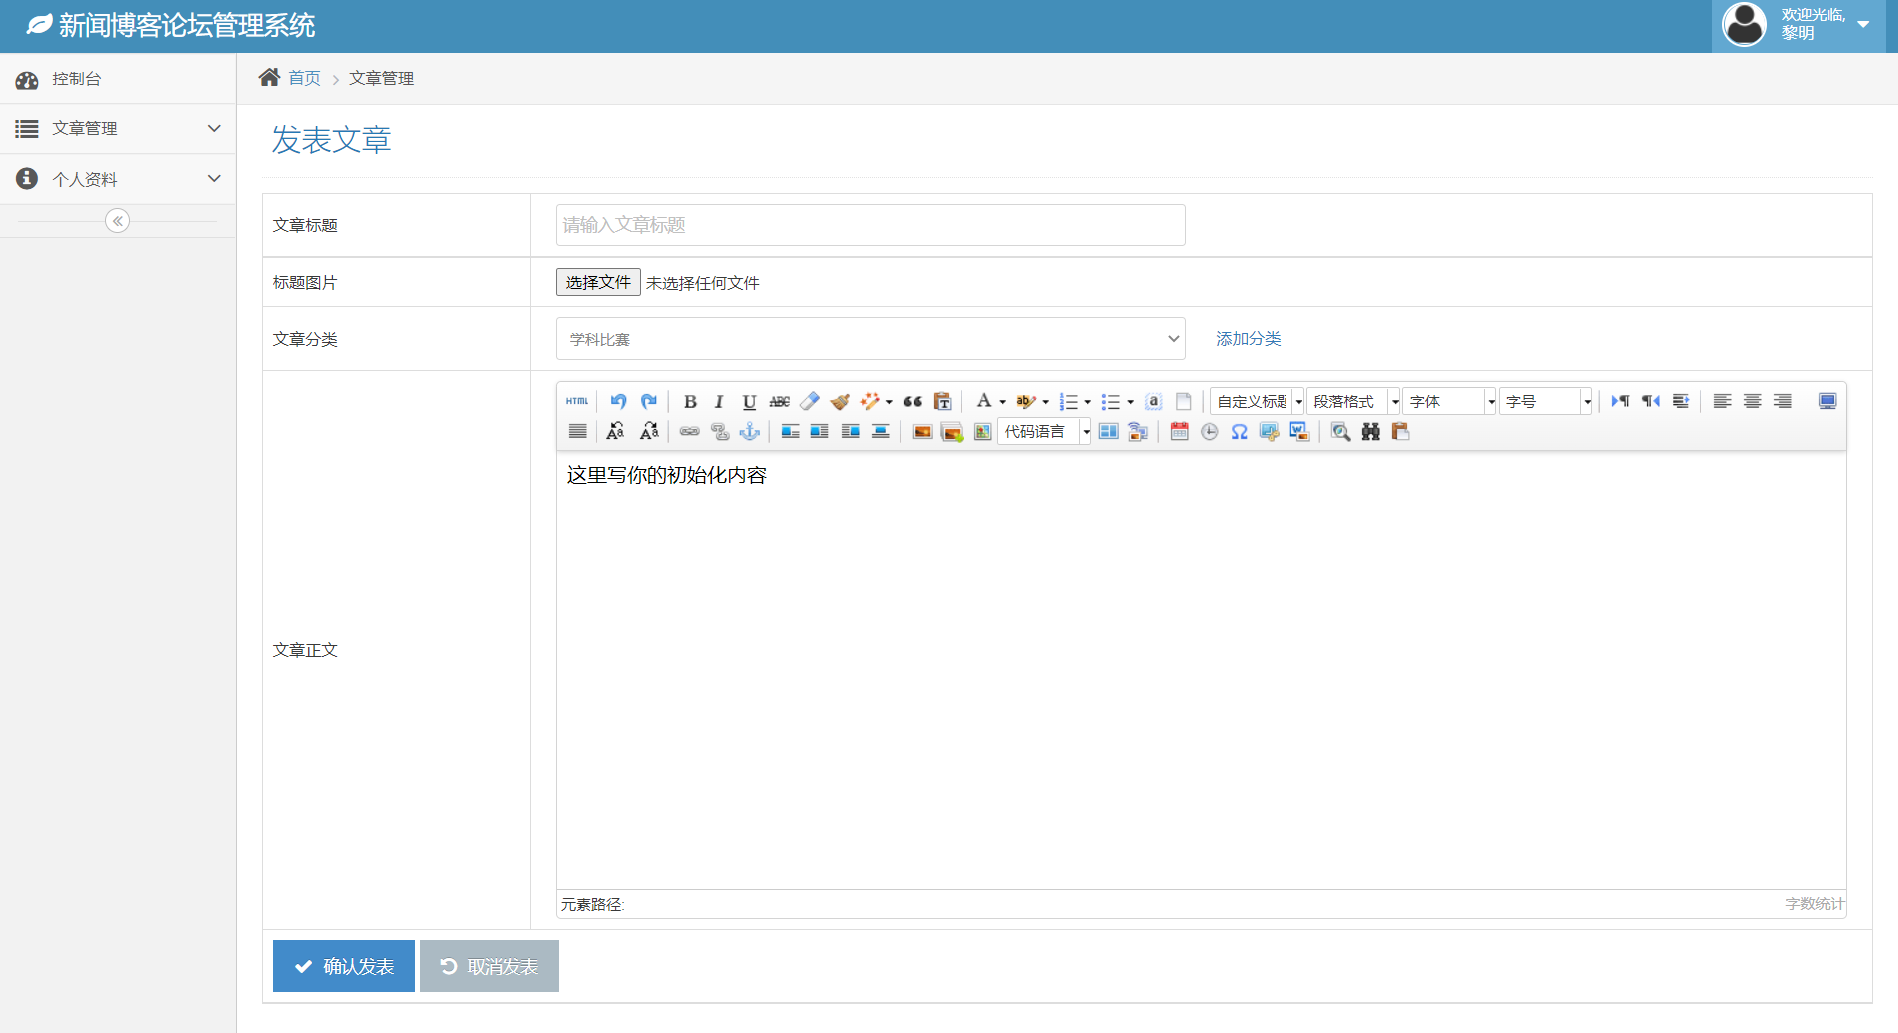 新闻博客论坛管理系统
欢迎光临,
黎明
控制台
文章管理
个人资料
首页 > 文章管理
发表文章
文章标题
请输入文章标题
标题图片
选择文件 未选择任何文件
文章分类
学科比赛
添加分类
HTML B I U ABC T A ab a 自定义标题 段落格式 字体 字号
Aa Aa 代码语言 Ω W
这里写你的初始化内容
文章正文
元素路径:
字数统计
确认发表
取消发表